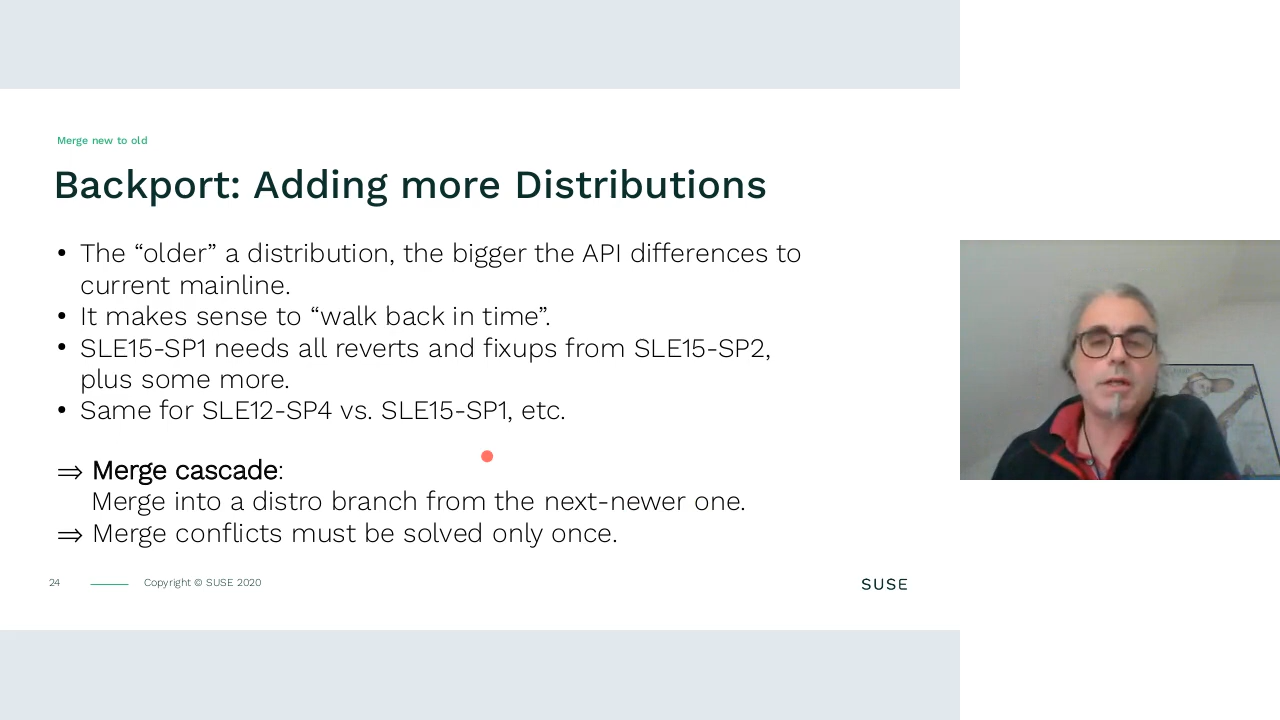 Merge new to old
Backport: Adding more Distributions
• The “older” a distribution, the bigger the API differences to
current mainline.
• It makes sense to “walk back in time”.
• SLE15-SP1 needs all reverts and fixups from SLE15-SP2,
plus some more.
• Same for SLE12-SP4 vs. SLE15-SP1, etc.
⇒ Merge cascade:
Merge into a distro branch from the next-newer one.
⇒ Merge conflicts must be solved only once.
24
Copyright © SUSE 2020
SUSE